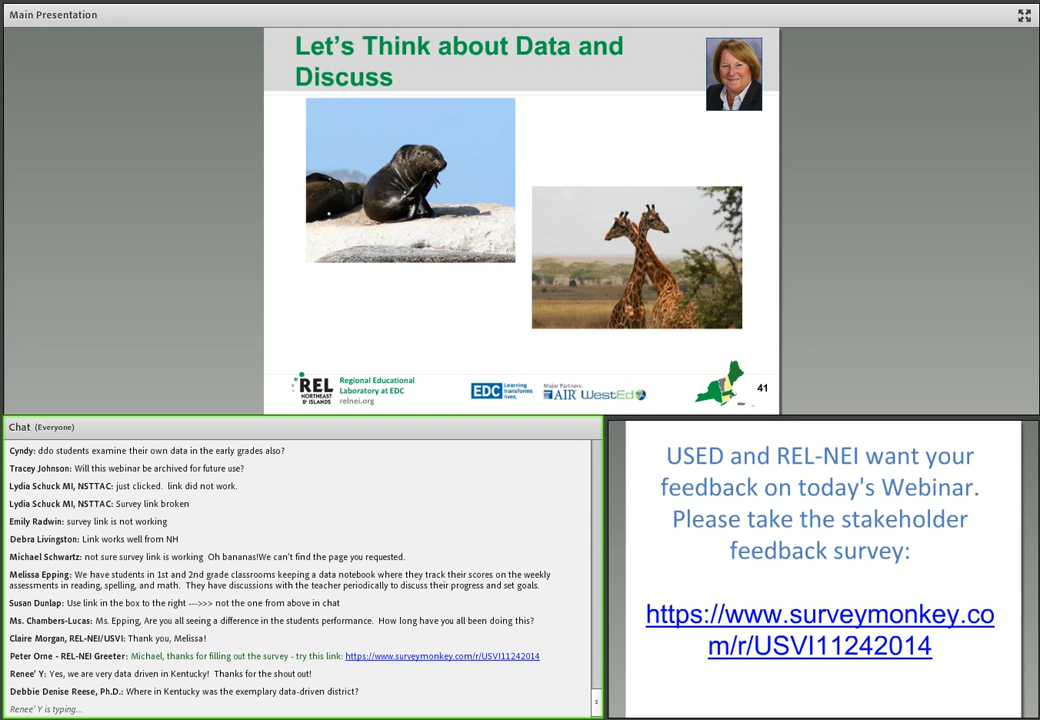 Main Presentation
Let's Think about Data and
Discuss
REL
NORTHEAST
& ISLANDS
Regional Educational
Laboratory at EDC
relnei.org
EDC
Learning
transforms
lives.
Major Partners:
AIR WestEd
41
Chat (Everyone)
Cyndy: ddo students examine their own data in the early grades also?
Tracey Johnson: Will this webinar be archived for future use?
Lydia Schuck MI, NSTTAC: just clicked.  link did not work.
Lydia Schuck MI, NSTTAC: Survey link broken
Emily Radwin: survey link is not working
Debra Livingston: Link works well from NH
Michael Schwartz: not sure survey link is working  Oh bananas!We can't find the page you requested.
Melissa Epping: We have students in 1st and 2nd grade classrooms keeping a data notebook where they track their scores on the weekly
assessments in reading, spelling, and math.  They have discussions with the teacher periodically to discuss their progress and set goals.
Susan Dunlap: Use link in the box to the right --->>> not the one from above in chat
Ms. Chambers-Lucas: Ms. Epping, Are you all seeing a difference in the students performance.  How long have you all been doing this?
Claire Morgan, REL-NEI/USVI: Thank you, Melissa!
Peter Orne - REL-NEI Greeter: Michael, thanks for filling out the survey - try this link: https://www.surveymonkey.com/r/USVI11242014
Renee' Y: Yes, we are very data driven in Kentucky!  Thanks for the shout out!
Debbie Denise Reese, Ph.D.: Where in Kentucky was the exemplary data-driven district?
Renee' Y is typing...
USED and REL-NEI want your
feedback on today's Webinar.
Please take the stakeholder
feedback survey:
https://www.surveymonkey.co
m/r/USVI11242014